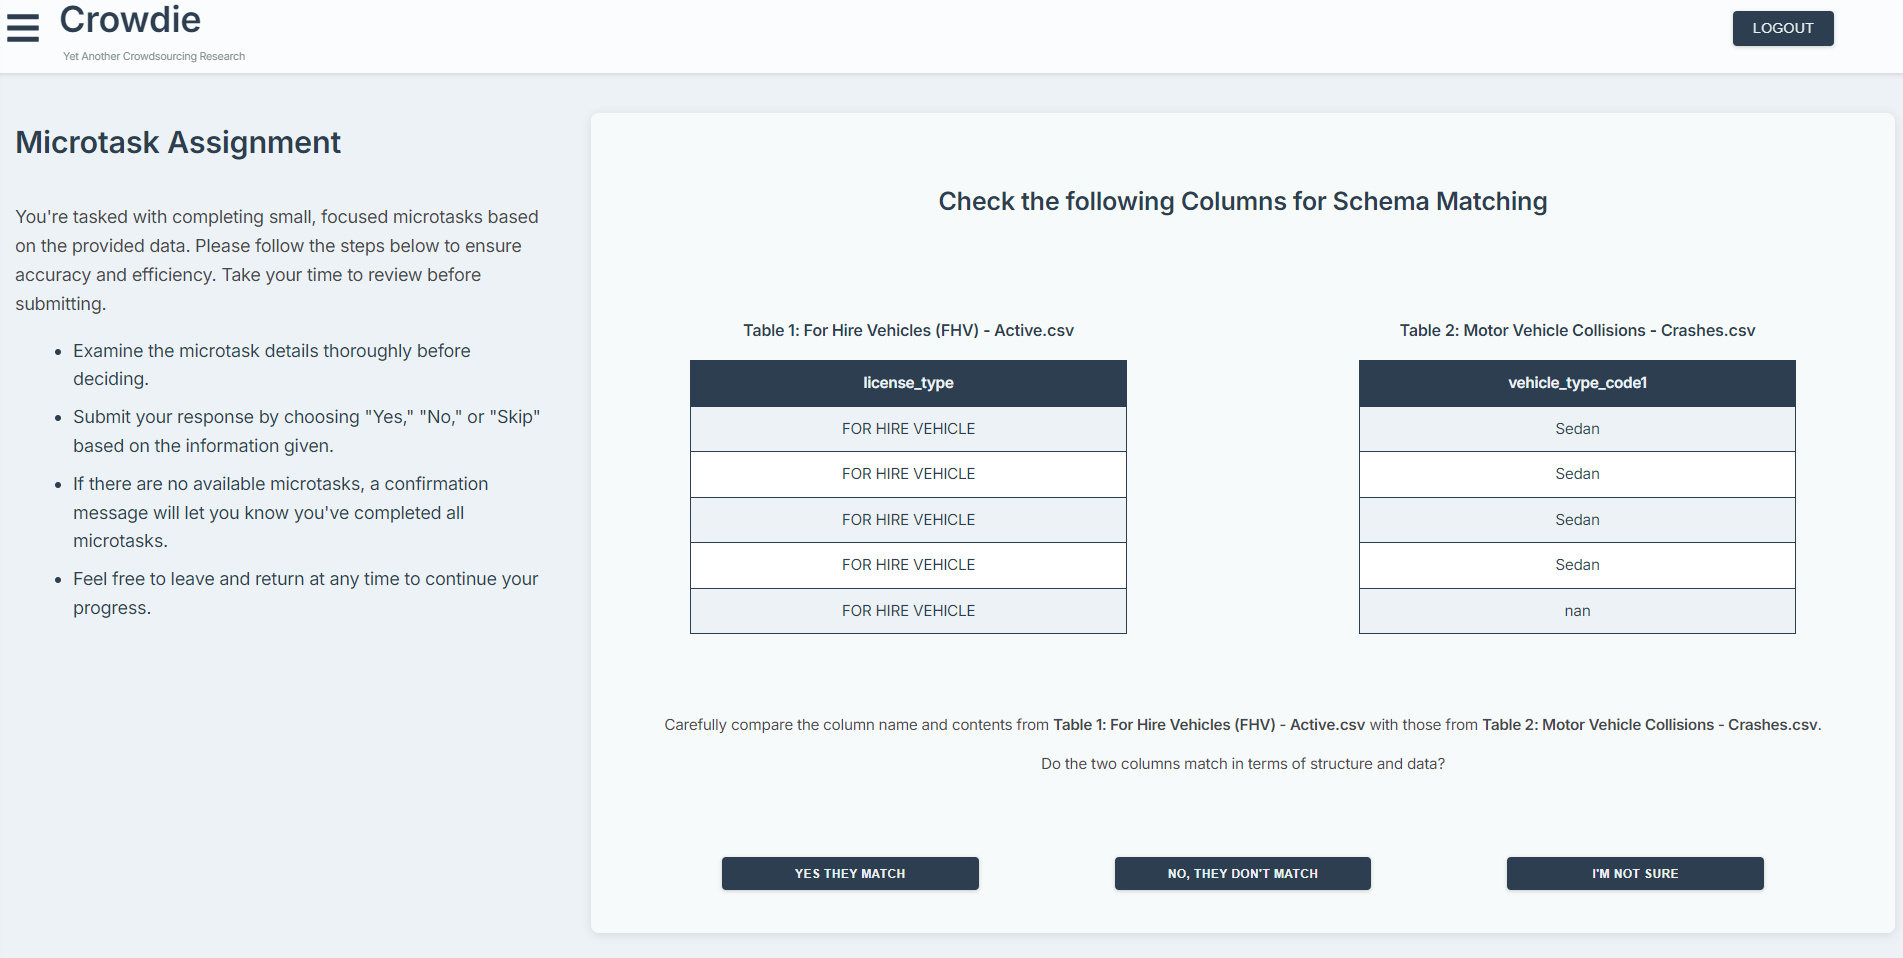 Crowdie
Yet Another Crowdsourcing Research
LOGOUT
Microtask Assignment
You're tasked with completing small, focused microtasks based
on the provided data. Please follow the steps below to ensure
accuracy and efficiency. Take your time to review before
submitting.
Examine the microtask details thoroughly before
deciding.
Submit your response by choosing "Yes," "No," or "Skip"
based on the information given.
If there are no available microtasks, a confirmation
message will let you know you've completed all
microtasks.
Feel free to leave and return at any time to continue your
progress.
Check the following Columns for Schema Matching
Table 1: For Hire Vehicles (FHV) - Active.csv
license_type
FOR HIRE VEHICLE
FOR HIRE VEHICLE
FOR HIRE VEHICLE
FOR HIRE VEHICLE
FOR HIRE VEHICLE
Table 2: Motor Vehicle Collisions - Crashes.csv
vehicle_type_code1
Sedan
Sedan
Sedan
Sedan
nan
Carefully compare the column name and contents from Table 1: For Hire Vehicles (FHV) - Active.csv with those from Table 2: Motor Vehicle Collisions - Crashes.csv.
Do the two columns match in terms of structure and data?
YES THEY MATCH
NO, THEY DON'T MATCH
I'M NOT SURE